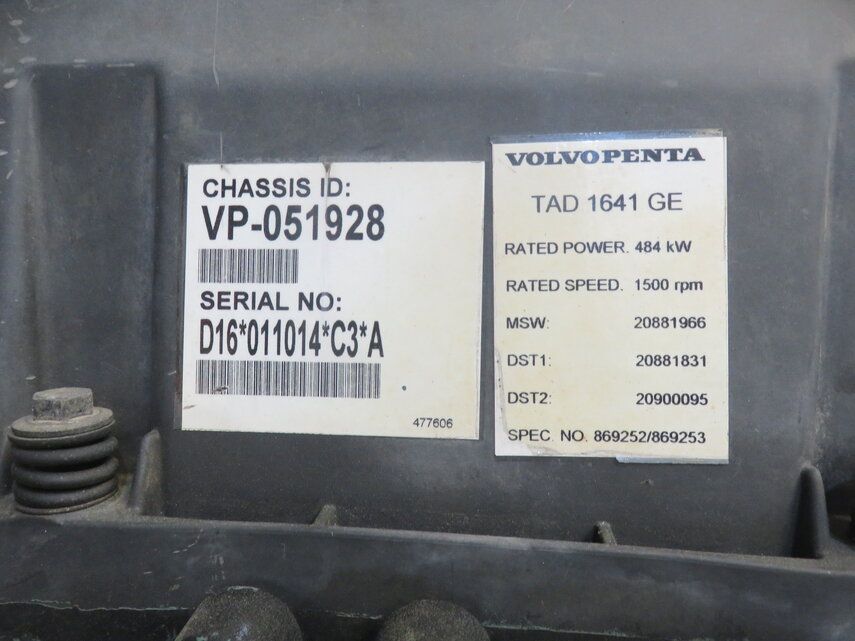 CHASSIS ID:
VP-051928
SERIAL NO:
D16*011014*C3*A
477606
VOLVO PENTA
TAD 1641 GE
RATED POWER. 484 kW
RATED SPEED. 1500 rpm
MSW: 20881966
DST1: 20881831
DST2: 20900095
SPEC. NO. 869252/869253